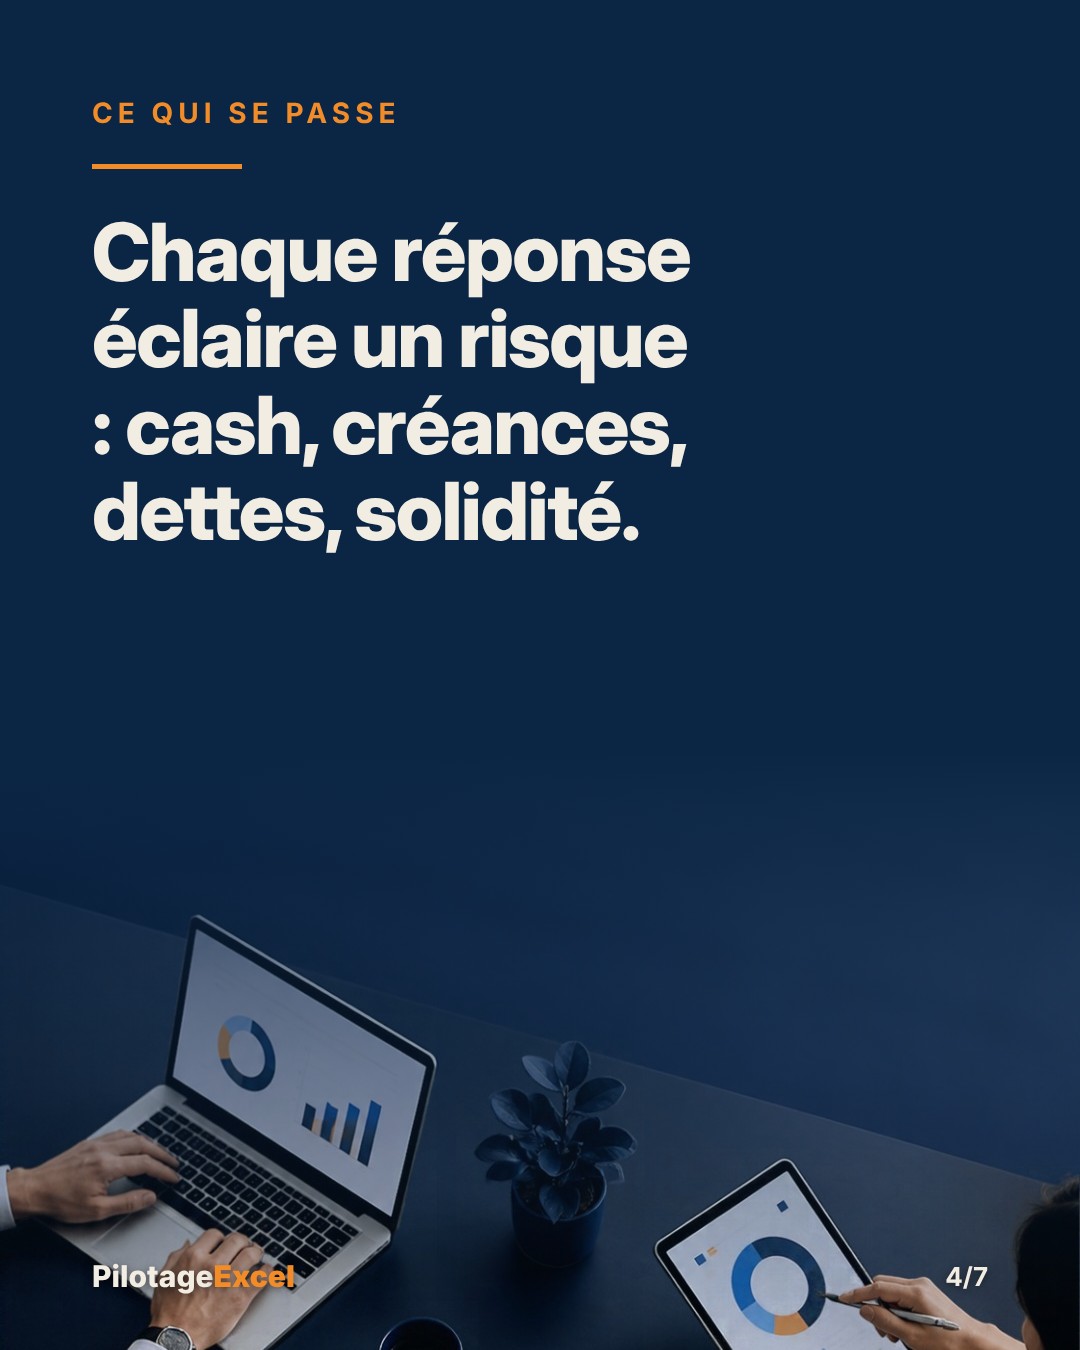 CE QUI SE PASSE
Chaque réponse
éclaire un risque
: cash, créances,
dettes, solidité.
PilotageExcel
4/7